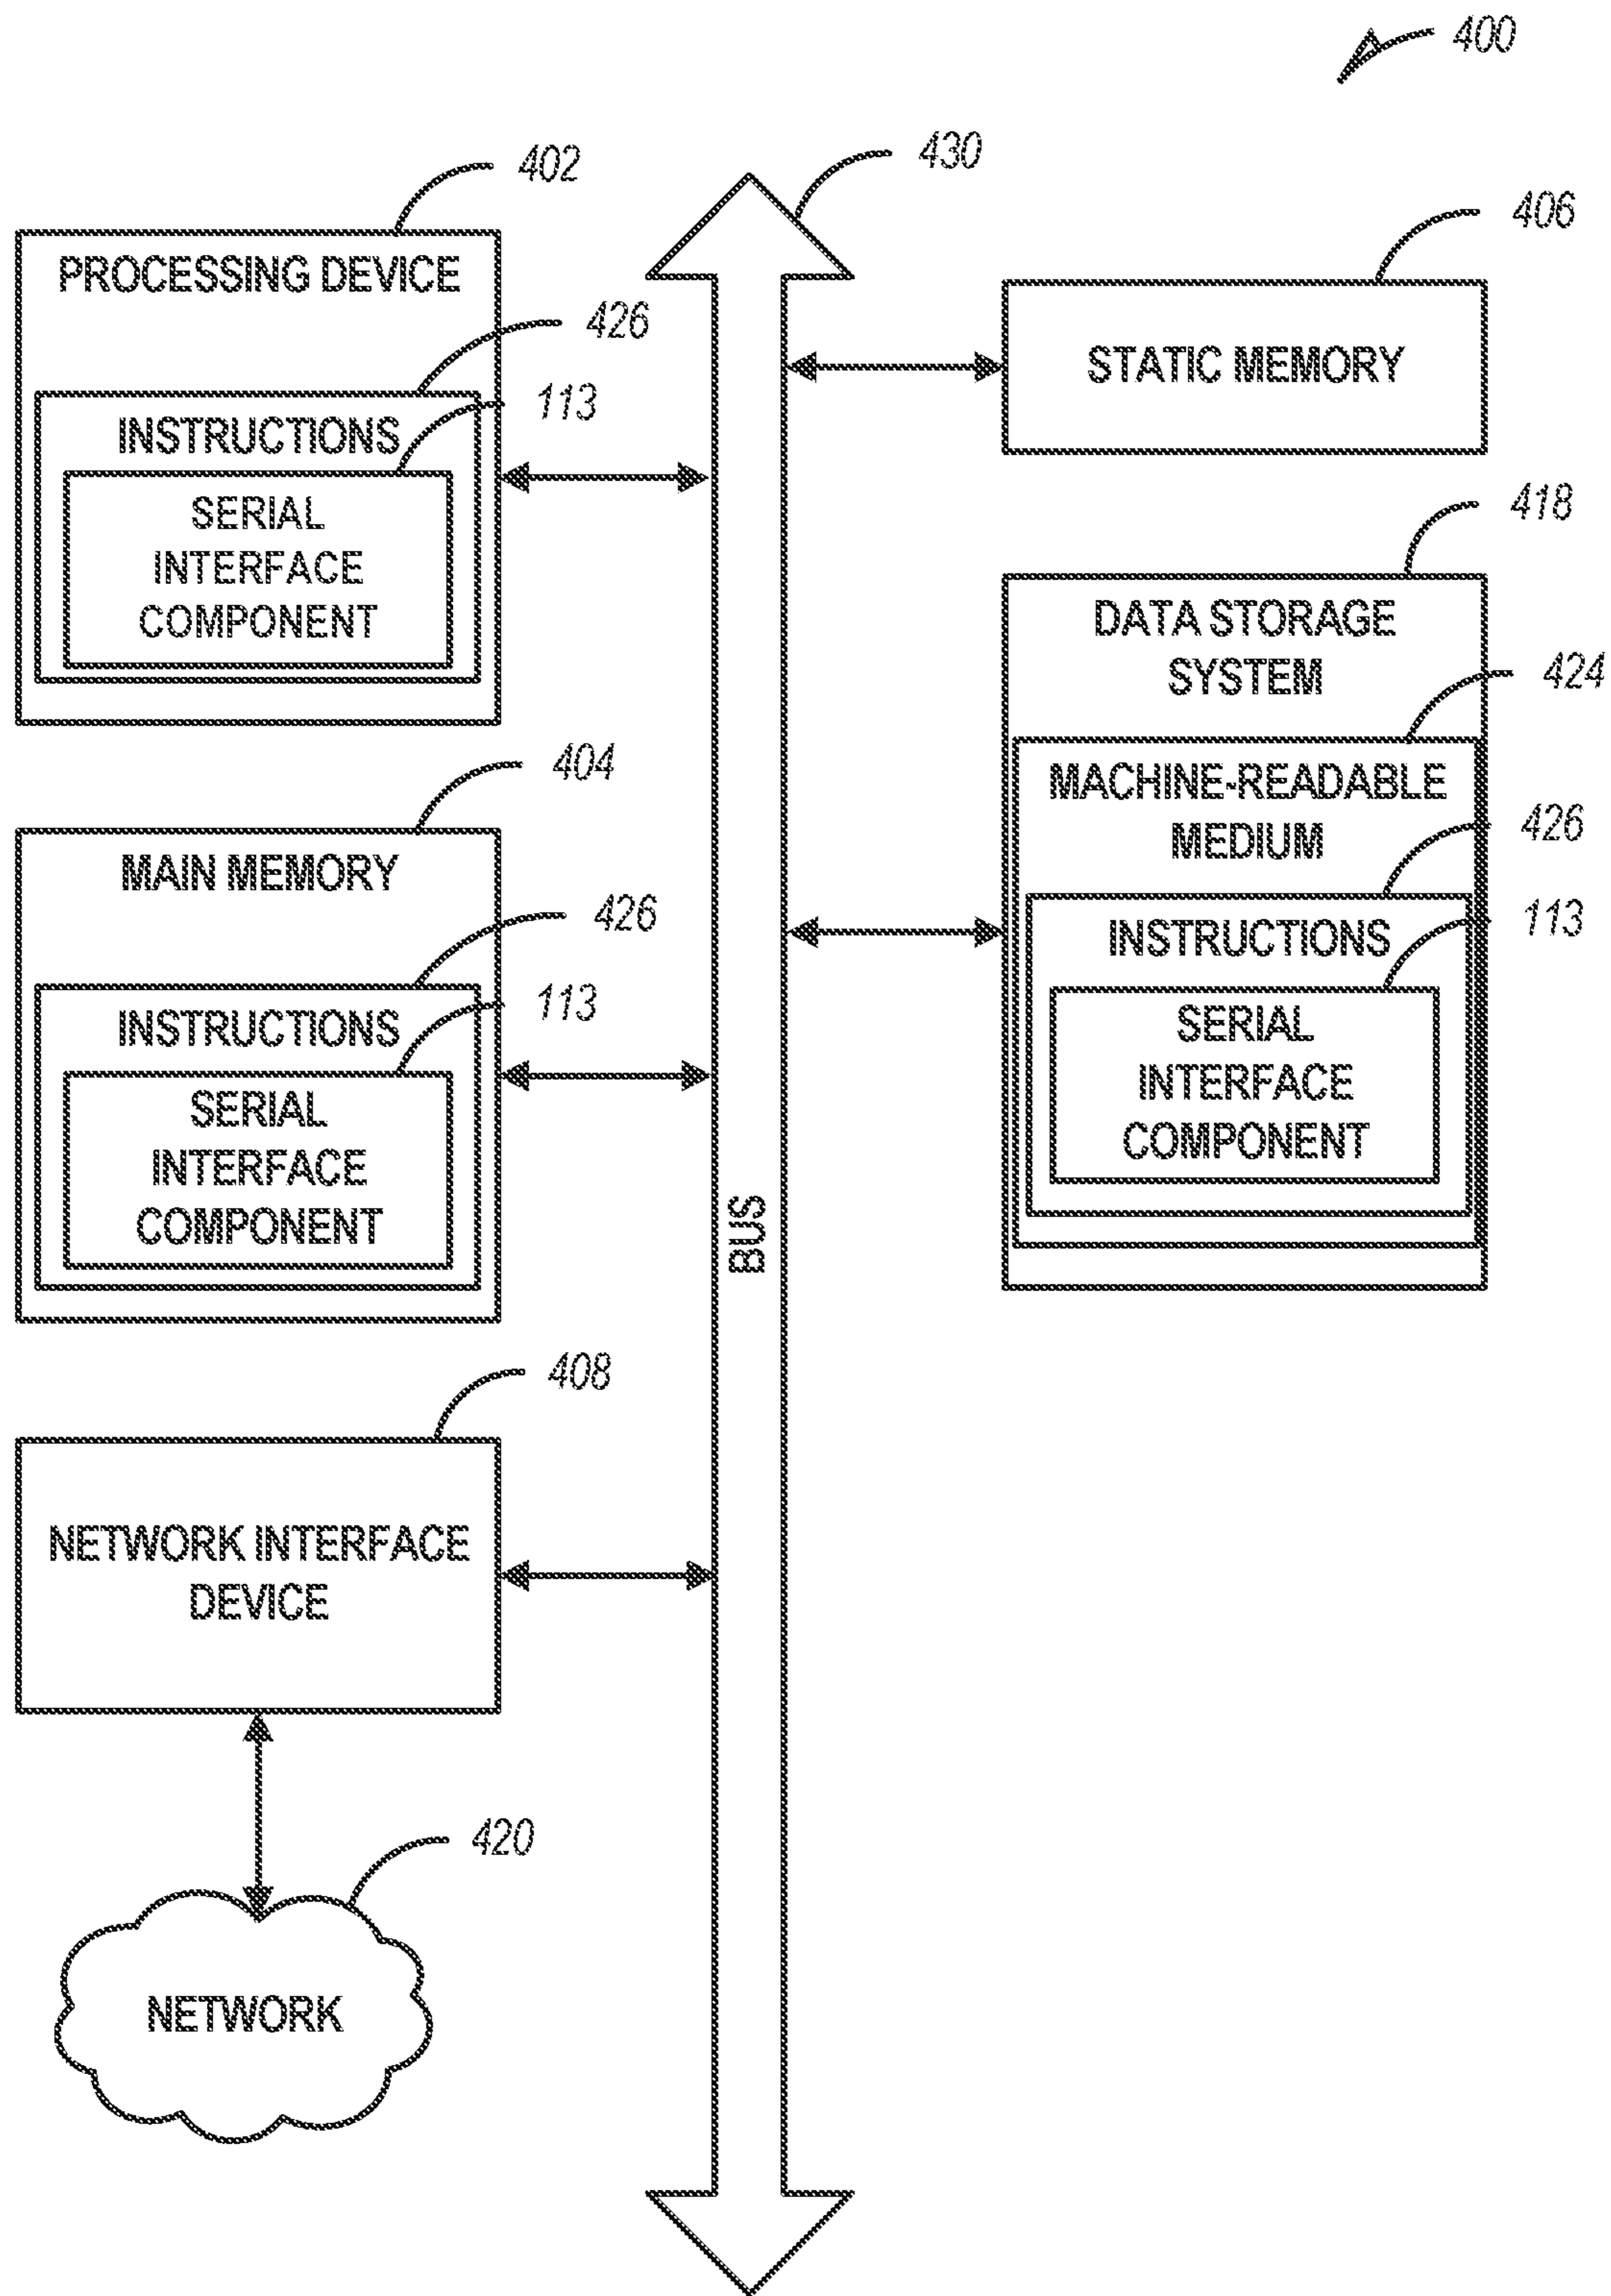 400
402
PROCESSING DEVICE
426
INSTRUCTIONS
113
SERIAL
INTERFACE
COMPONENT
404
MAIN MEMORY
426
INSTRUCTIONS
113
SERIAL
INTERFACE
COMPONENT
408
NETWORK INTERFACE
DEVICE
420
NETWORK
430
BUS
406
STATIC MEMORY
418
DATA STORAGE
SYSTEM
424
MACHINE-READABLE
MEDIUM
426
INSTRUCTIONS
113
SERIAL
INTERFACE
COMPONENT